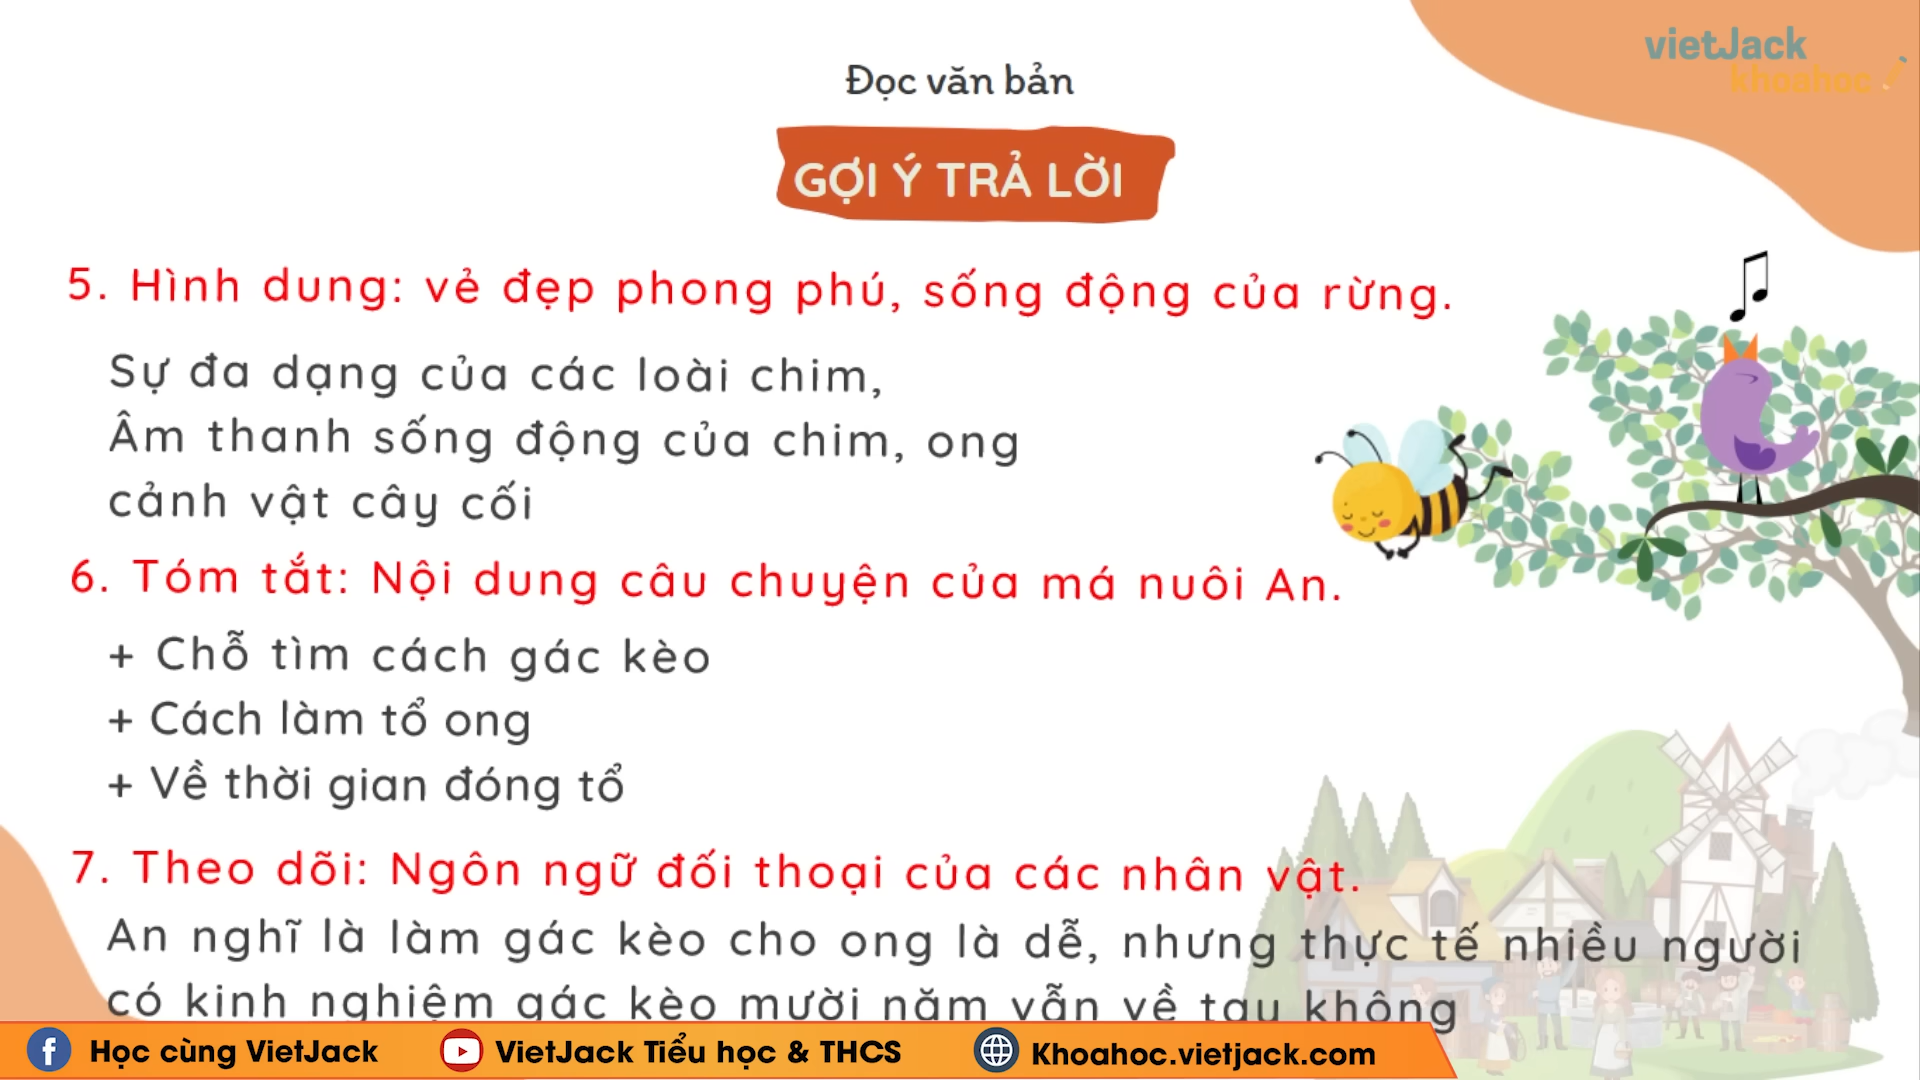 vietJack
khoahoc
Đọc văn bản
GỢI Ý TRẢ LỜI
5. Hình dung: vẻ đẹp phong phú, sống động của rừng.
Sự đa dạng của các loài chim,
Âm thanh sống động của chim, ong
cảnh vật cây cối
6. Tóm tắt: Nội dung câu chuyện của má nuôi An.
+ Chỗ tìm cách gác kèo
+ Cách làm tổ ong
+ Về thời gian đóng tổ
7. Theo dõi: Ngôn ngữ đối thoại của các nhân vật.
An nghĩ là làm gác kèo cho ong là dễ, nhưng thực tế nhiều người
có kinh nghiệm gác kèo mười năm vẫn về tay không
Học cùng VietJack
VietJack Tiểu học & THCS
Khoahoc.vietjack.com